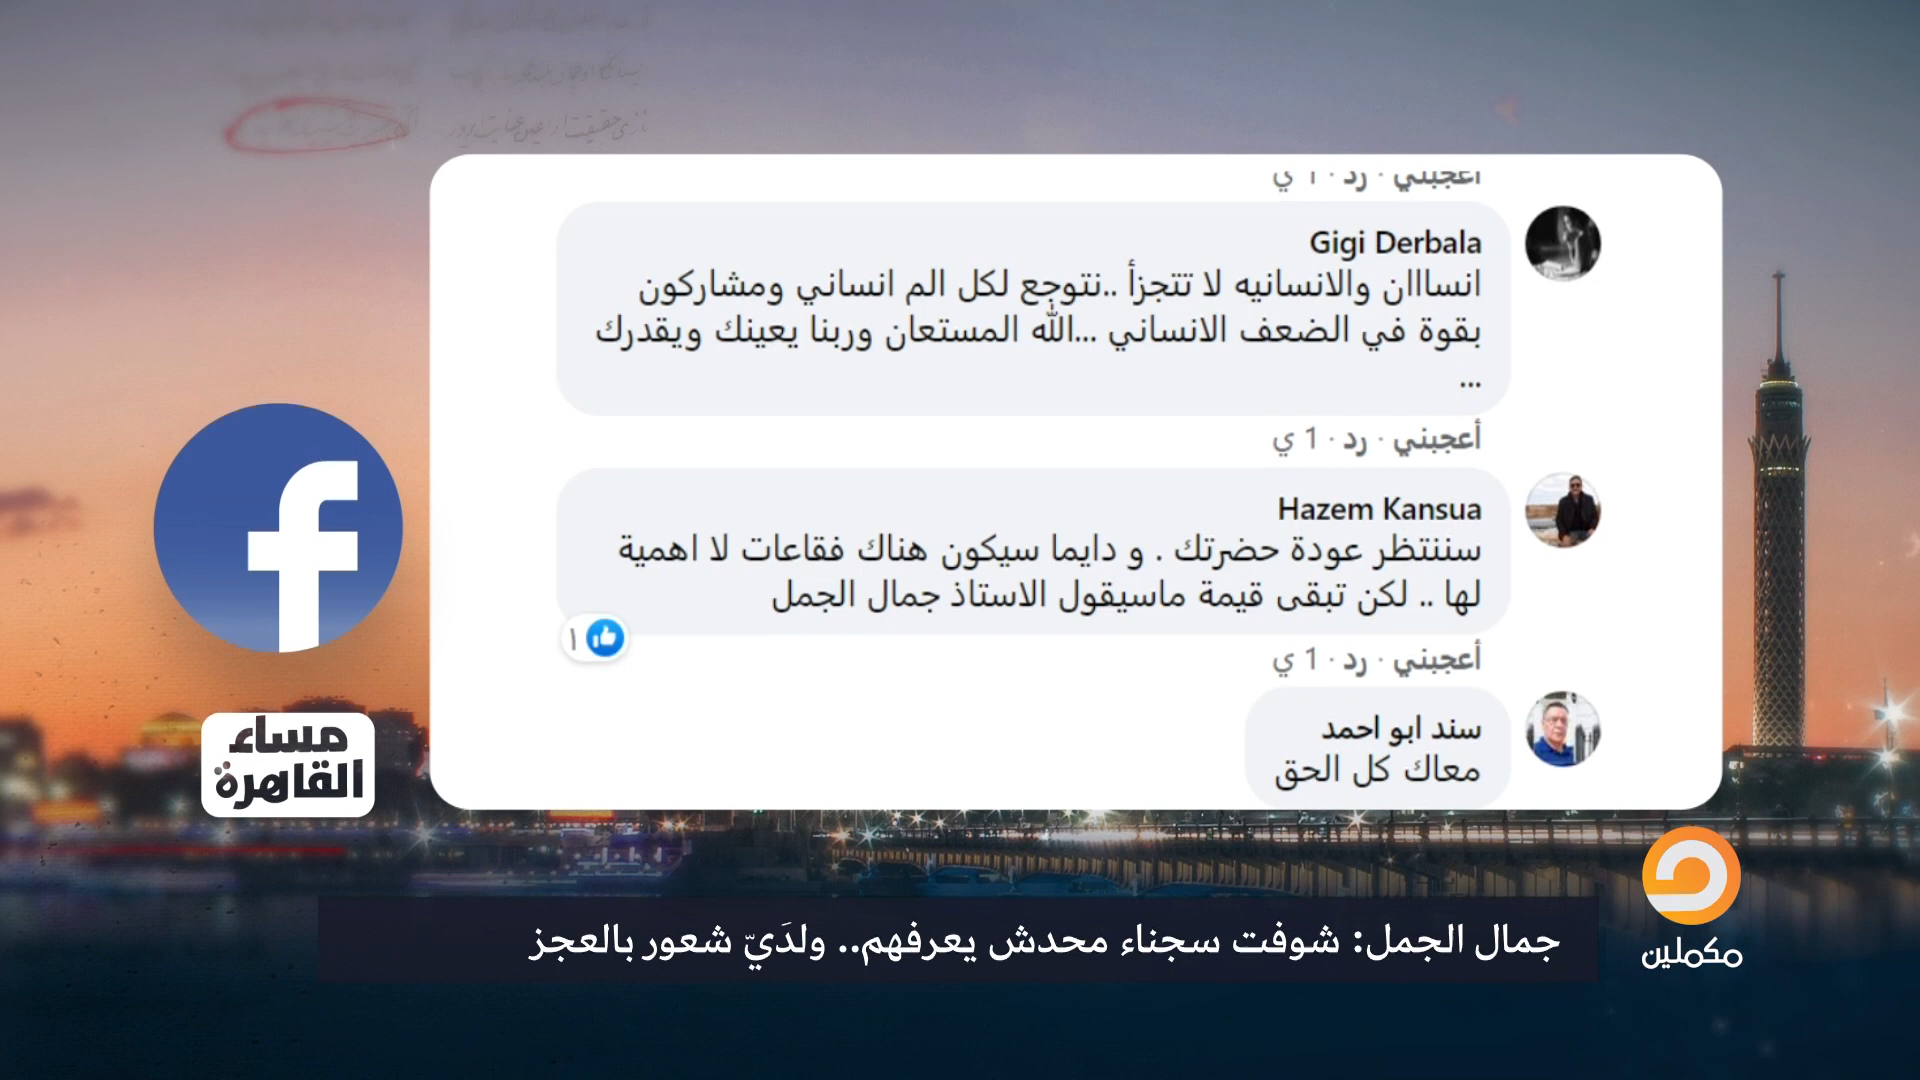 أعجبني · رد · 1 ي
Gigi Derbala
انسااان والانسانيه لا تتجزأ ..نتوجع لكل الم انساني ومشاركون
بقوة في الضعف الانساني ...الله المستعان وربنا يعينك ويقدرك
...
أعجبني · رد · 1 ي
Hazem Kansua
سننتظر عودة حضرتك . و دايما سيكون هناك فقاعات لا اهمية
لها .. لكن تبقى قيمة ماسيقول الاستاذ جمال الجمل
١
أعجبني · رد · 1 ي
سند ابو احمد
معاك كل الحق
مساء
القاهرة
جمال الجمل: شوفت سجناء محدش يعرفهم.. ولدَيّ شعور بالعجز
مكملين